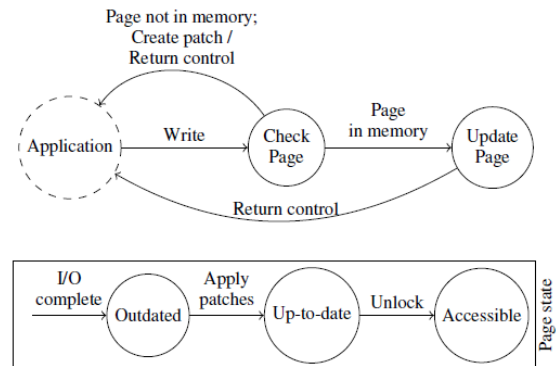 Page not in memory;
Create patch /
Return control
Application
Write
Check
Page
Page
in memory
Update
Page
Return control
I/O
complete
Outdated
Apply
patches
Up-to-date
Unlock
Accessible
Page state